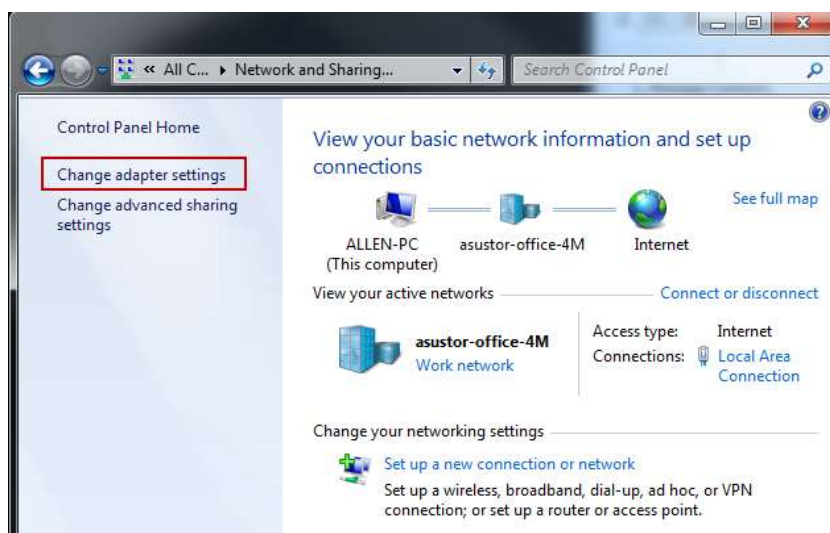 « All C... ▸ Network and Sharing...
Search Control Panel
Control Panel Home
Change adapter settings
Change advanced sharing
settings
View your basic network information and set up
connections
See full map
ALLEN-PC
(This computer)
asustor-office-4M
Internet
View your active networks
Connect or disconnect
asustor-office-4M
Work network
Access type: Internet
Connections: Local Area
Connection
Change your networking settings
Set up a new connection or network
Set up a wireless, broadband, dial-up, ad hoc, or VPN
connection; or set up a router or access point.